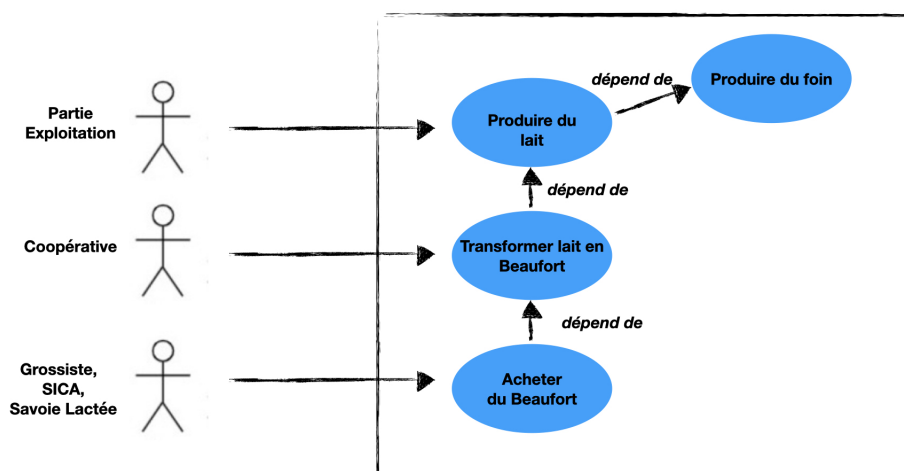 dépend de
Produire du foin
Partie
Exploitation
Produire du
lait
dépend de
Coopérative
Transformer lait en
Beaufort
dépend de
Grossiste,
SICA,
Savoie Lactée
Acheter
du Beaufort